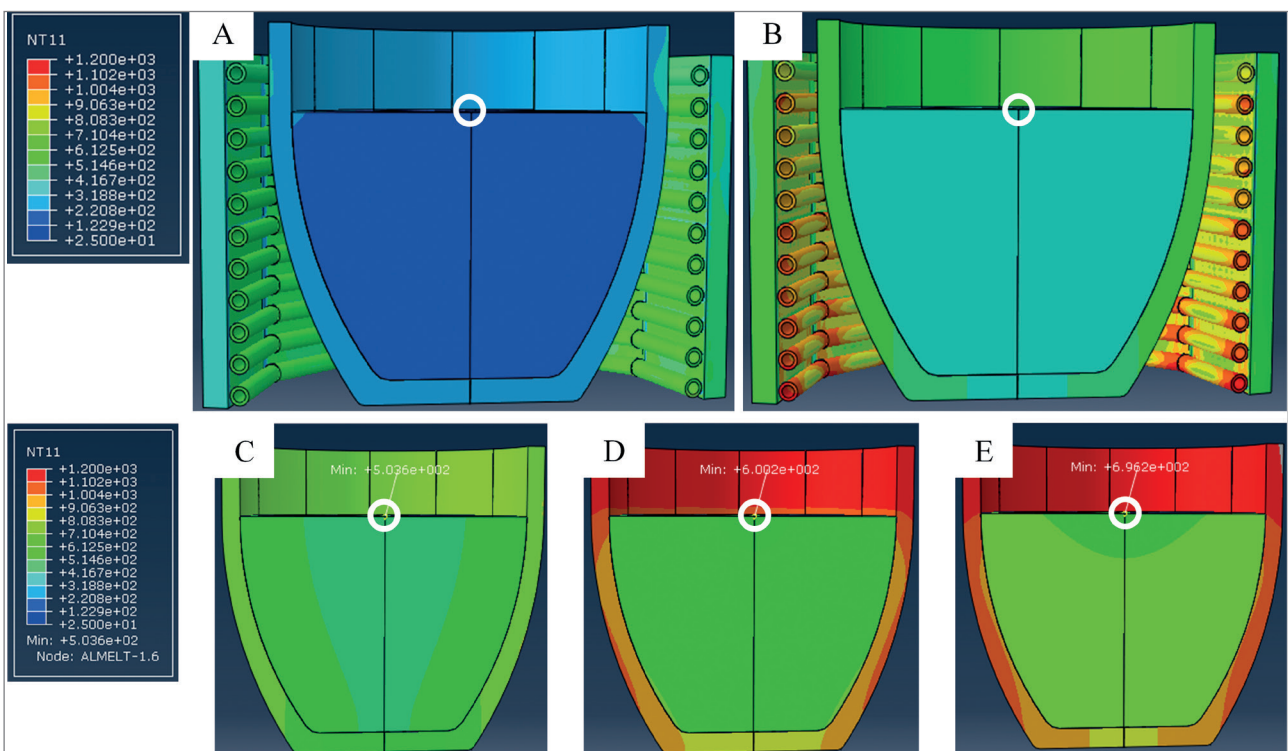 NT11
+1.200e+03
+1.102e+03
+1.004e+03
+9.063e+02
+8.083e+02
+7.104e+02
+6.125e+02
+5.146e+02
+4.167e+02
+3.188e+02
+2.208e+02
+1.229e+02
+2.500e+01
A
B
NT11
+1.200e+03
+1.102e+03
+1.004e+03
+9.063e+02
+8.083e+02
+7.104e+02
+6.125e+02
+5.146e+02
+4.167e+02
+3.188e+02
+2.208e+02
+1.229e+02
+2.500e+01
Min: +5.036e+02
Node: ALMELT-1.6
C
Min: +5.036e+002
D
Min: +6.002e+002
E
Min: +6.962e+002